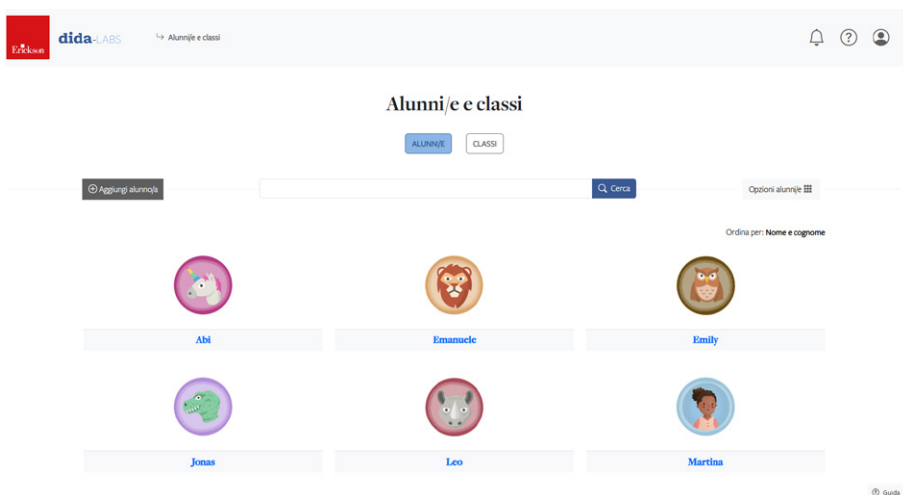 Erickson
dida-LABS
Alunni/e e classi
Alunni/e e classi
ALUNNI/E
CLASSI
Aggiungi alunno/a
Cerca
Opzioni alunni/e
Ordina per: Nome e cognome
Abi
Emanuele
Emily
Jonas
Leo
Martina
Guida